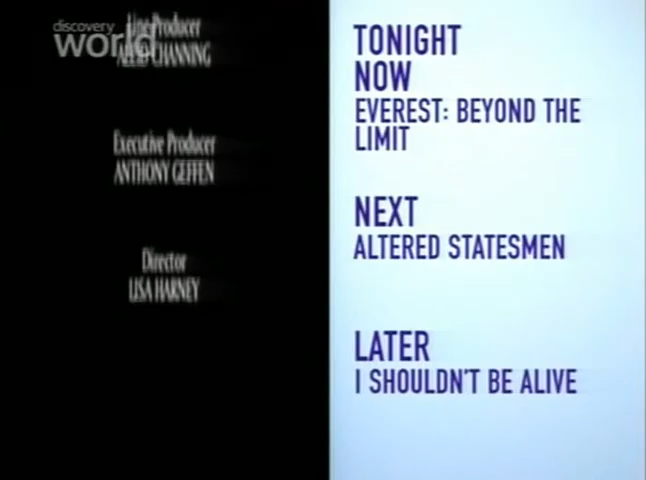 discovery
world
Line Producer
CHANNING
Executive Producer
ANTHONY GEFFEN
Director
LISA HARNEY
TONIGHT
NOW
EVEREST: BEYOND THE
LIMIT
NEXT
ALTERED STATESMEN
LATER
I SHOULDN'T BE ALIVE